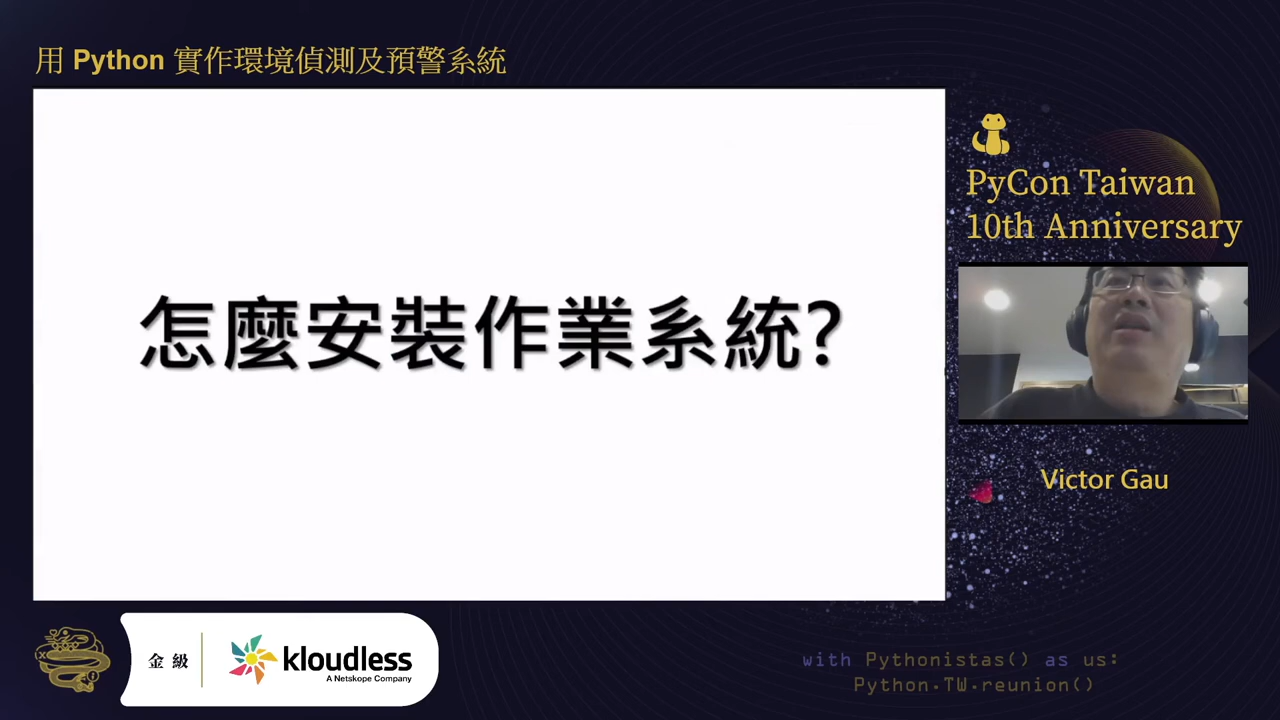 用 Python 實作環境偵測及預警系統
怎麼安裝作業系統?
PyCon Taiwan
10th Anniversary
Victor Gau
金級
kloudless
A Netskope Company
with Pythonistas() as us:
Python.TW.reunion()